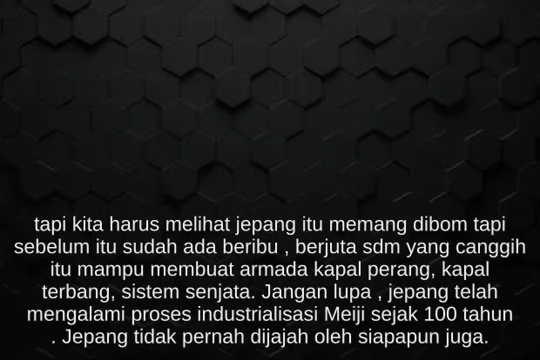 tapi kita harus melihat jepang itu memang dibom tapi
sebelum itu sudah ada beribu , berjuta sdm yang canggih
itu mampu membuat armada kapal perang, kapal
terbang, sistem senjata. Jangan lupa , jepang telah
mengalami proses industrialisasi Meiji sejak 100 tahun
. Jepang tidak pernah dijajah oleh siapapun juga.